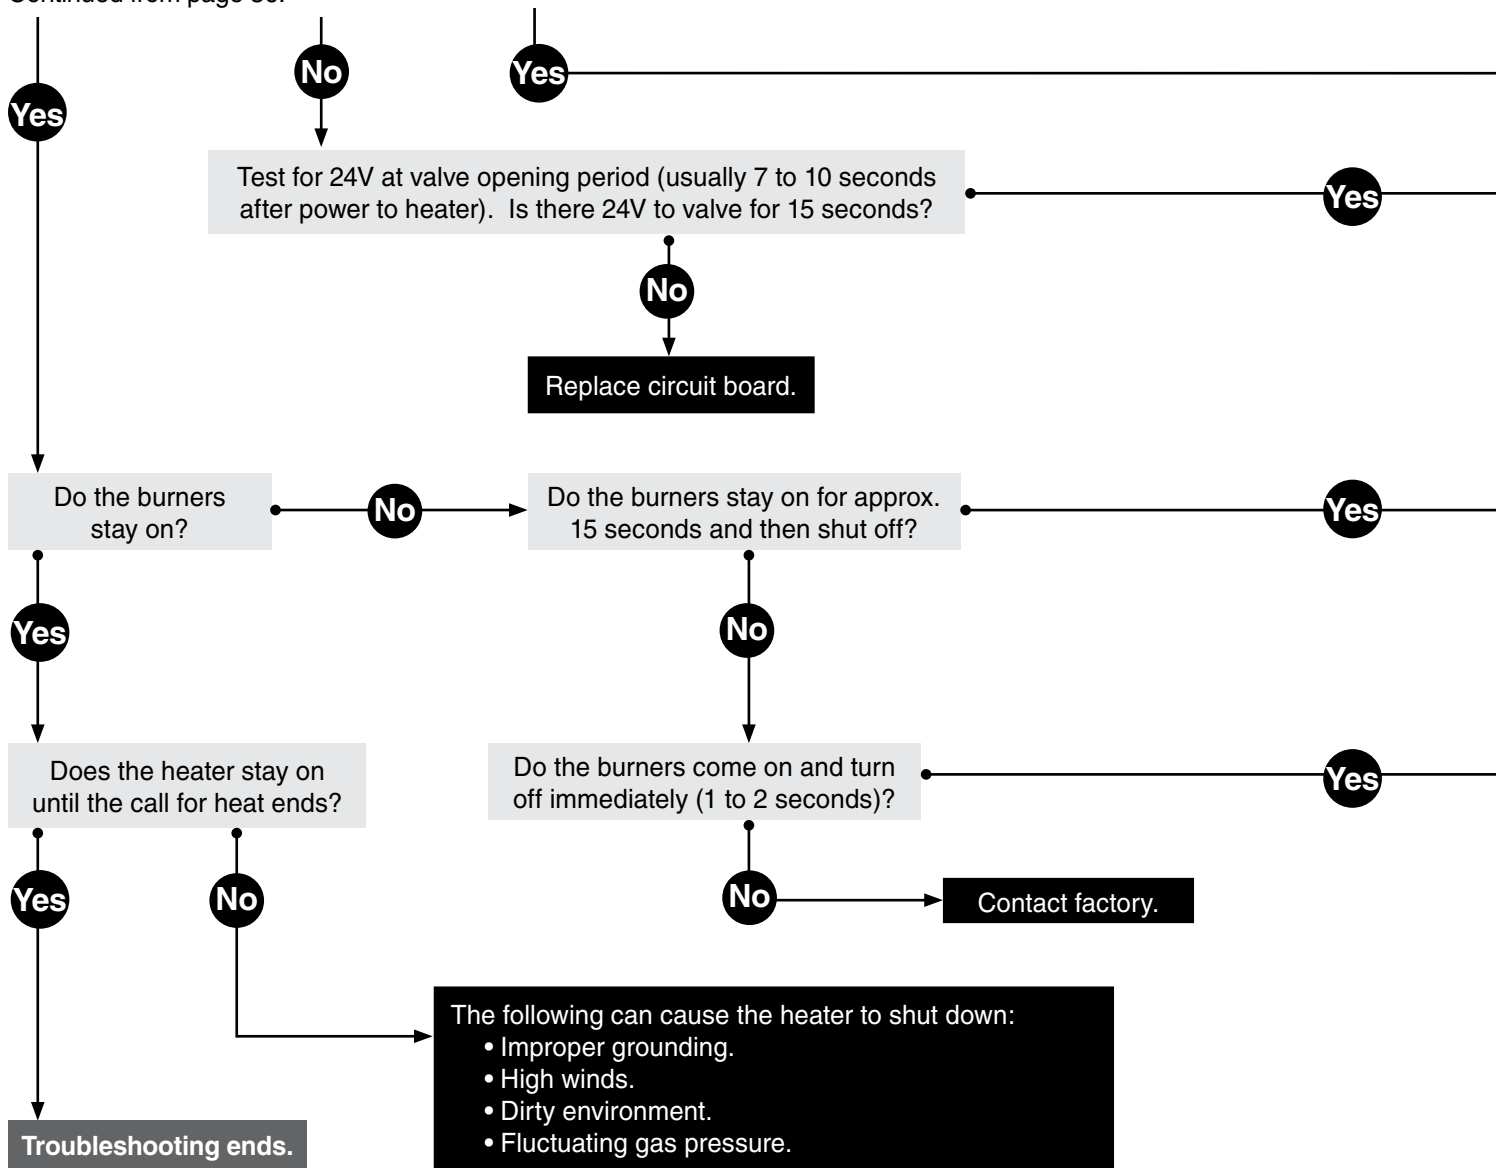 No
Yes
Yes
Test for 24V at valve opening period (usually 7 to 10 seconds
after power to heater).  Is there 24V to valve for 15 seconds?
Yes
No
Replace circuit board.
Do the burners
stay on?
No
Do the burners stay on for approx.
15 seconds and then shut off?
Yes
Yes
No
Does the heater stay on
until the call for heat ends?
Do the burners come on and turn
off immediately (1 to 2 seconds)?
Yes
Yes
No
No
Contact factory.
The following can cause the heater to shut down:
• Improper grounding.
• High winds.
• Dirty environment.
• Fluctuating gas pressure.
Troubleshooting ends.